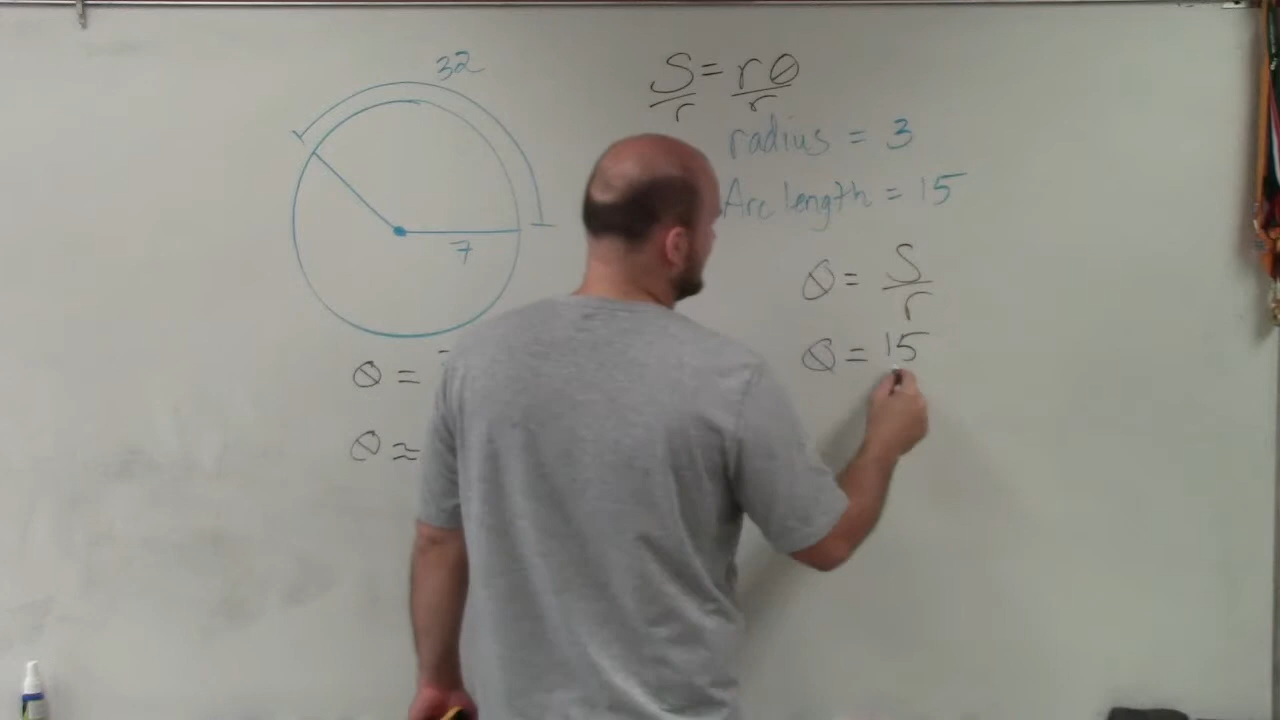 32
7
θ =
θ ≈
S = rθ
r r
radius = 3
Arc length = 15
θ = S
r
θ = 15